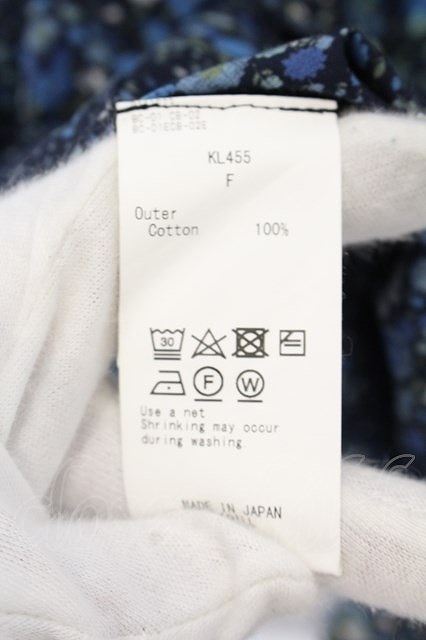 KL455
F
Outer
Cotton 100%
30
F W
Use a net
Shrinking may occur
during washing.
MADE IN JAPAN